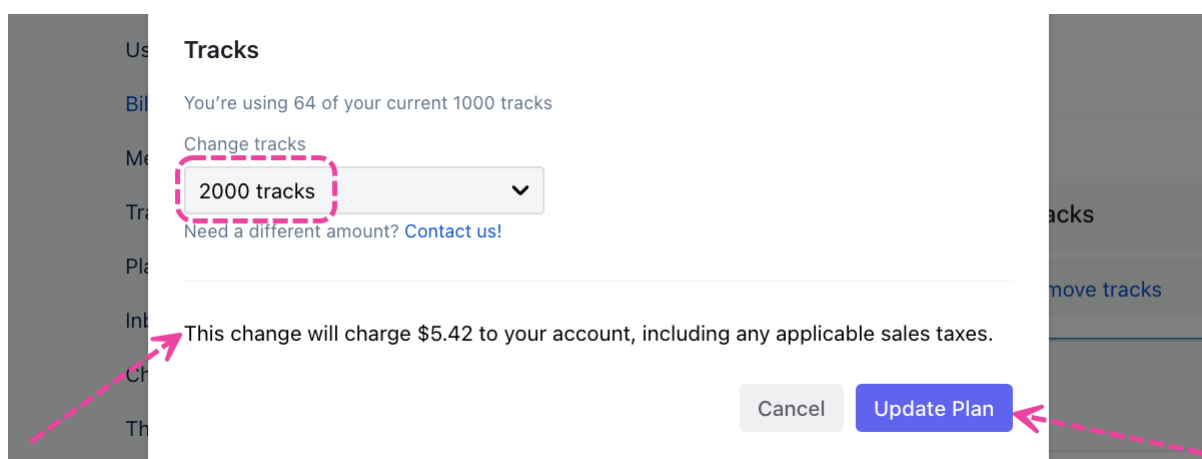 Us
Tracks
Bil
You’re using 64 of your current 1000 tracks
Change tracks
Me
2000 tracks
Tra
acks
Need a different amount? Contact us!
Pla
move tracks
Inb
This change will charge $5.42 to your account, including any applicable sales taxes.
Ch
Cancel
Update Plan
Th